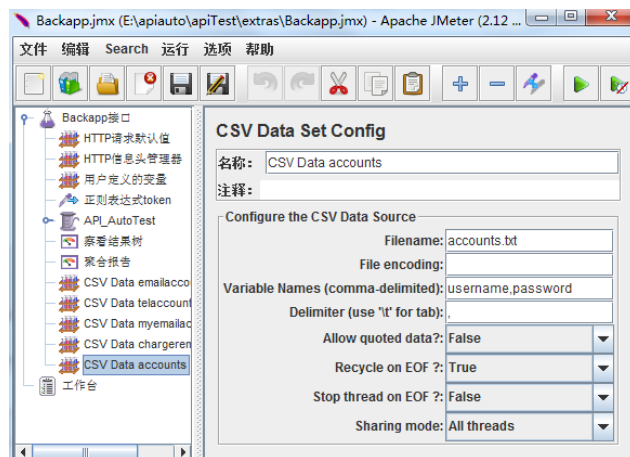 Backapp.jmx (E:\apiauto\apiTest\extras\Backapp.jmx) - Apache JMeter (2.12 ...
文件 编辑 Search 运行 选项 帮助
Backapp接口
HTTP请求默认值
HTTP信息头管理器
用户定义的变量
正则表达式token
API_AutoTest
察看结果树
聚合报告
CSV Data emailacco
CSV Data telaccount
CSV Data myemailac
CSV Data chargeren
CSV Data accounts
工作台
CSV Data Set Config
名称: CSV Data accounts
注释:
Configure the CSV Data Source
Filename: accounts.txt
File encoding:
Variable Names (comma-delimited): username,password
Delimiter (use '\t' for tab): ,
Allow quoted data?: False
Recycle on EOF ?: True
Stop thread on EOF ?: False
Sharing mode: All threads